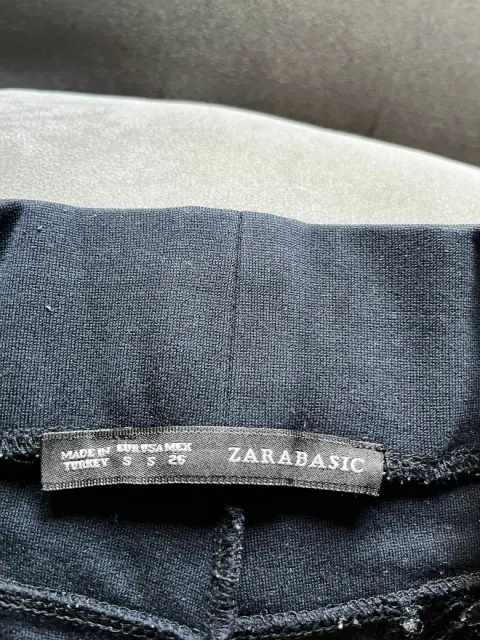 MADE IN EUR USA MEX
TURKEY S S 26
ZARABASIC